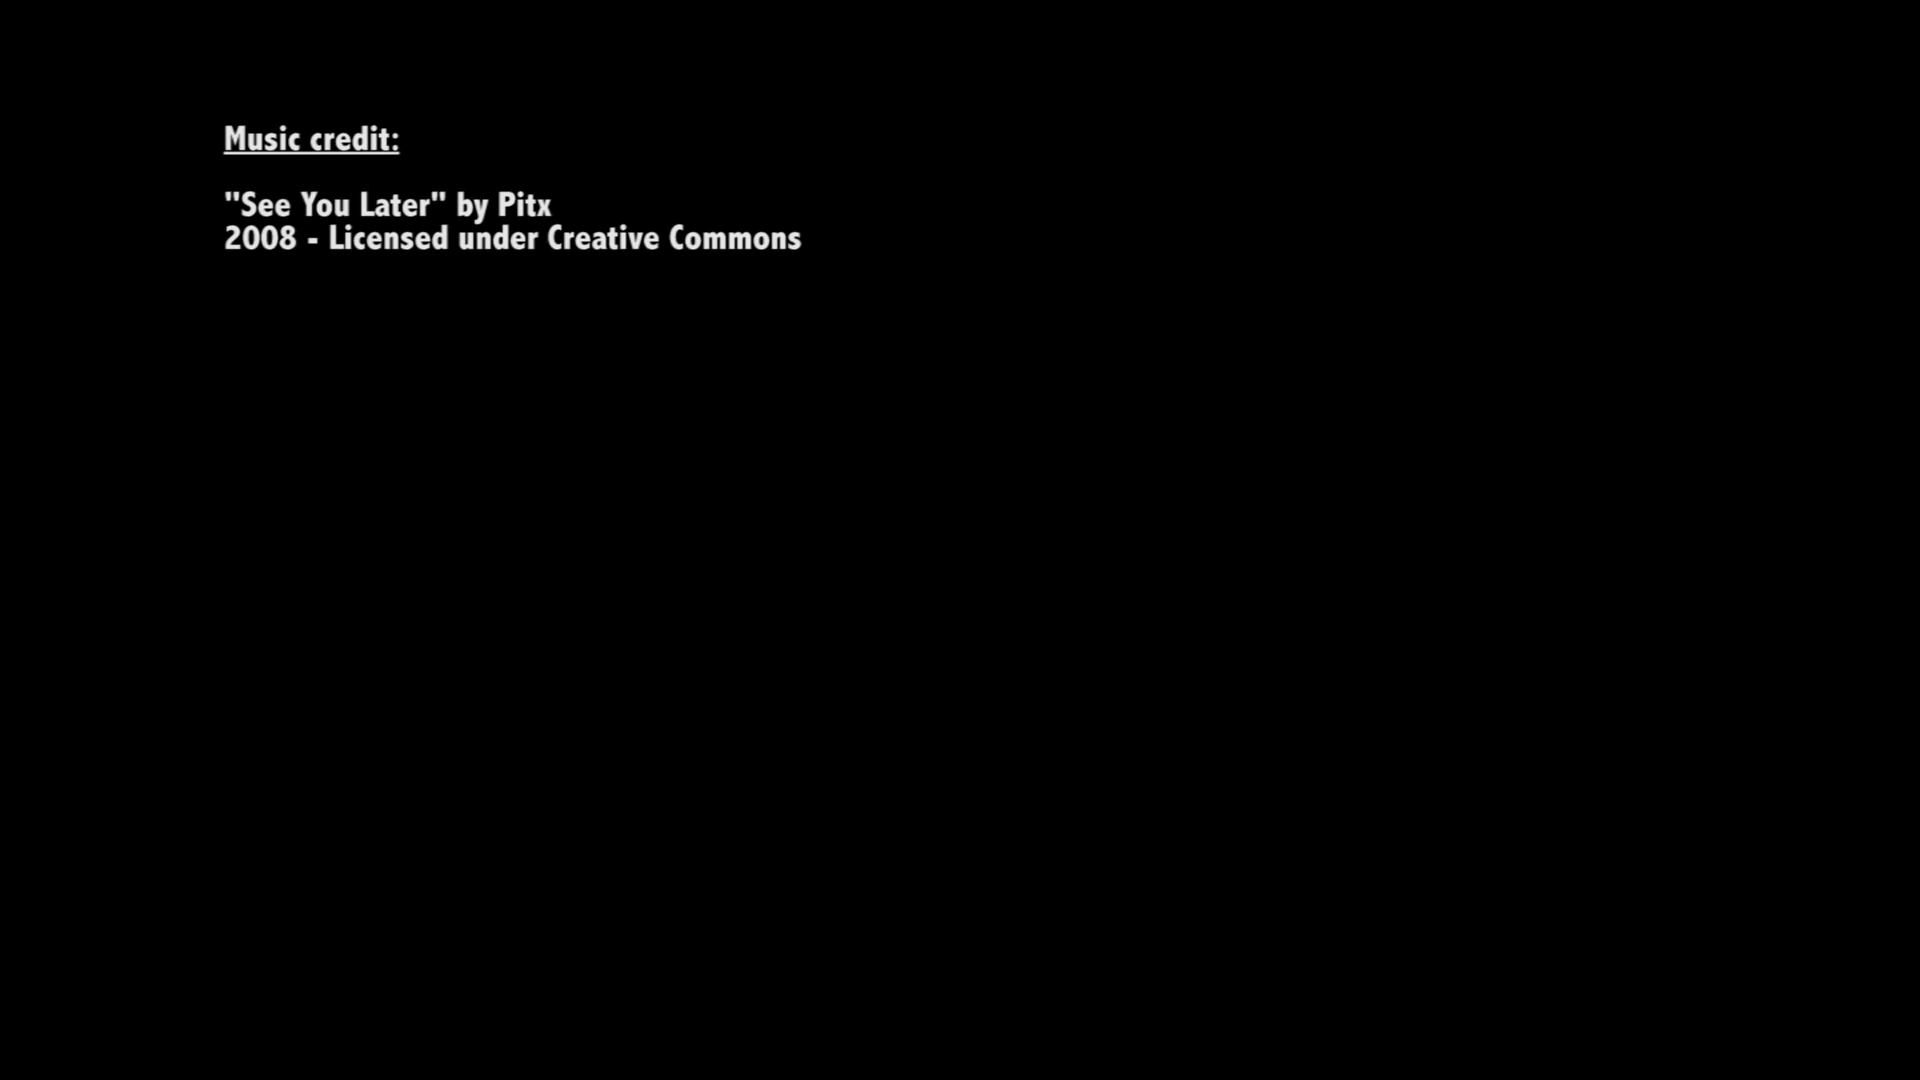 Music credit:
"See You Later" by Pitx
2008 - Licensed under Creative Commons